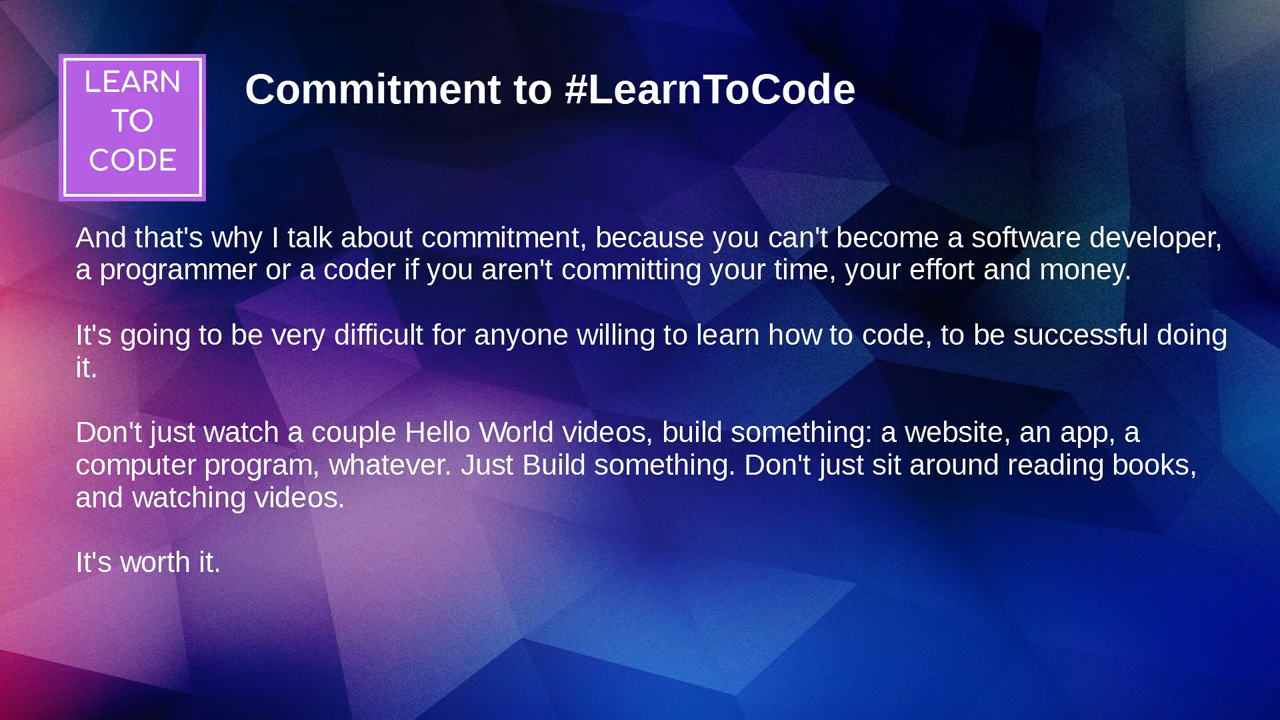 LEARN
TO
CODE
Commitment to #LearnToCode
And that's why I talk about commitment, because you can't become a software developer,
a programmer or a coder if you aren't committing your time, your effort and money.
It's going to be very difficult for anyone willing to learn how to code, to be successful doing
it.
Don't just watch a couple Hello World videos, build something: a website, an app, a
computer program, whatever. Just Build something. Don't just sit around reading books,
and watching videos.
It's worth it.